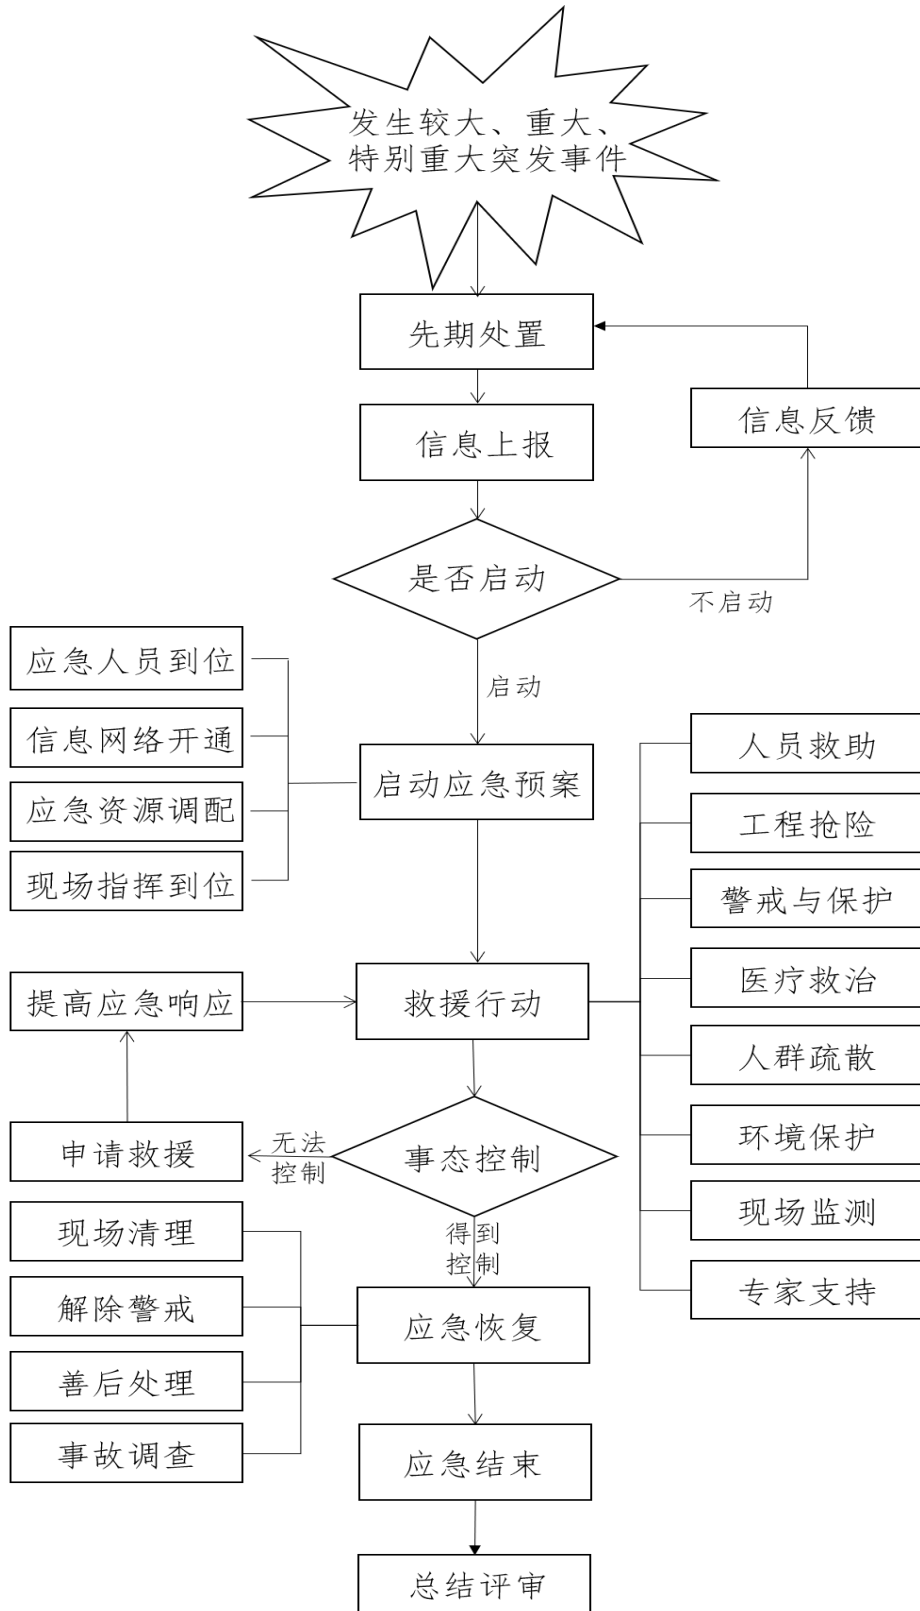 发生较大、重大、
特别重大突发事件
先期处置
信息上报
信息反馈
是否启动
不启动
启动
应急人员到位
信息网络开通
应急资源调配
现场指挥到位
启动应急预案
人员救助
工程抢险
警戒与保护
医疗救治
人群疏散
环境保护
现场监测
专家支持
提高应急响应
救援行动
申请救援
无法
控制
事态控制
得到
控制
现场清理
解除警戒
善后处理
事故调查
应急恢复
应急结束
总结评审